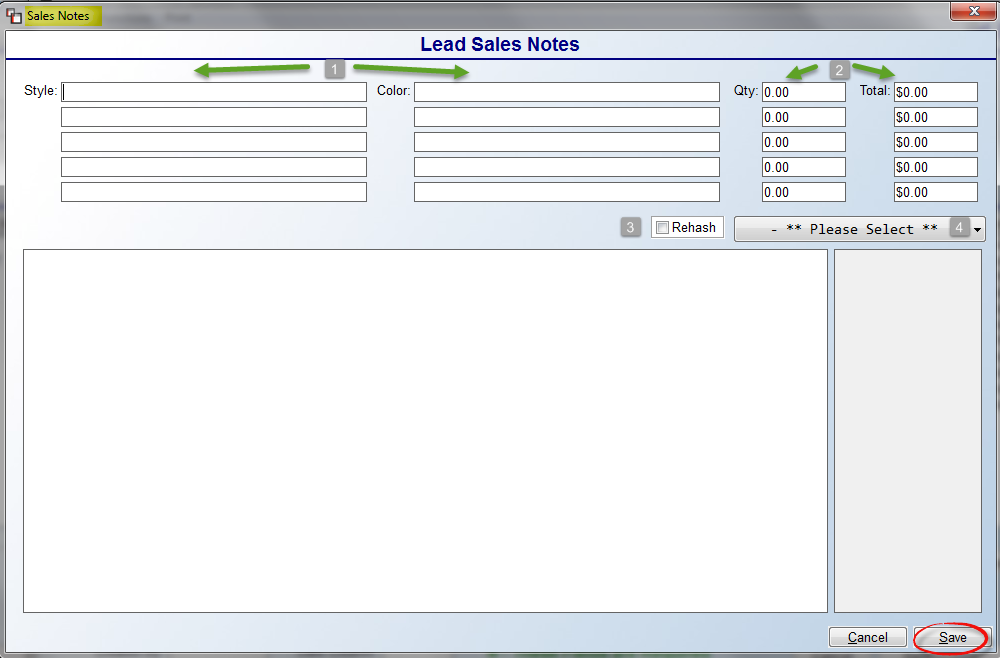 Sales Notes
x
Lead Sales Notes
1 2
Style: Color: Qty: 0.00 Total: $0.00
0.00 $0.00
0.00 $0.00
0.00 $0.00
0.00 $0.00
3 Rehash - ** Please Select ** 4
Cancel Save